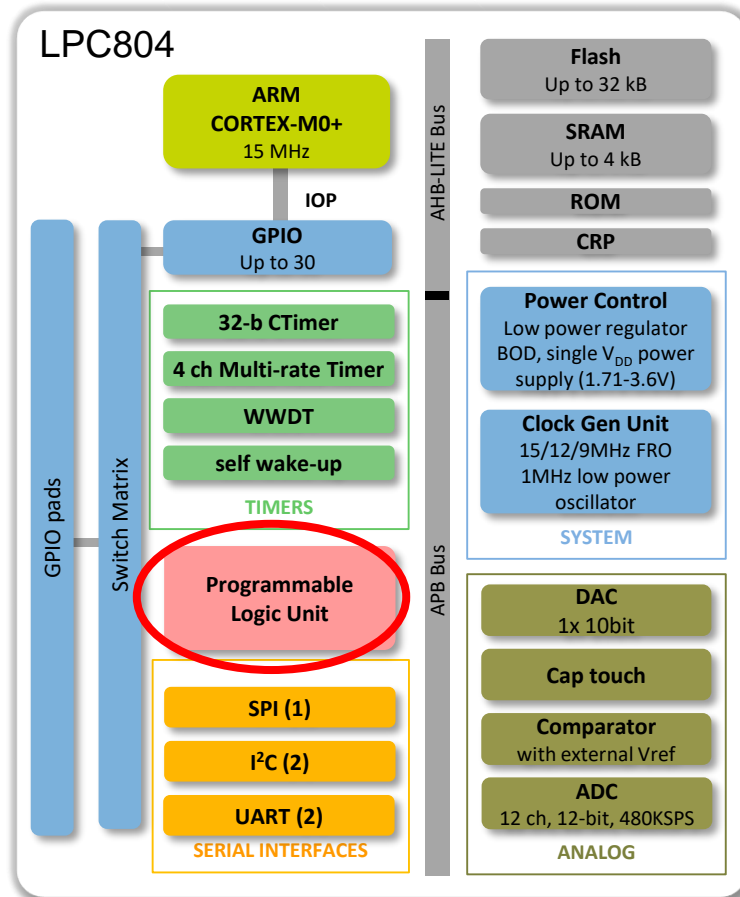 LPC804
ARM
CORTEX-M0+
15 MHz
IOP
GPIO
Up to 30
GPIO pads
Switch Matrix
32-b CTimer
4 ch Multi-rate Timer
WWDT
self wake-up
TIMERS
Programmable
Logic Unit
SPI (1)
I²C (2)
UART (2)
SERIAL INTERFACES
AHB-LITE Bus
APB Bus
Flash
Up to 32 kB
SRAM
Up to 4 kB
ROM
CRP
Power Control
Low power regulator
BOD, single VDD power
supply (1.71-3.6V)
Clock Gen Unit
15/12/9MHz FRO
1MHz low power
oscillator
SYSTEM
DAC
1x 10bit
Cap touch
Comparator
with external Vref
ADC
12 ch, 12-bit, 480KSPS
ANALOG